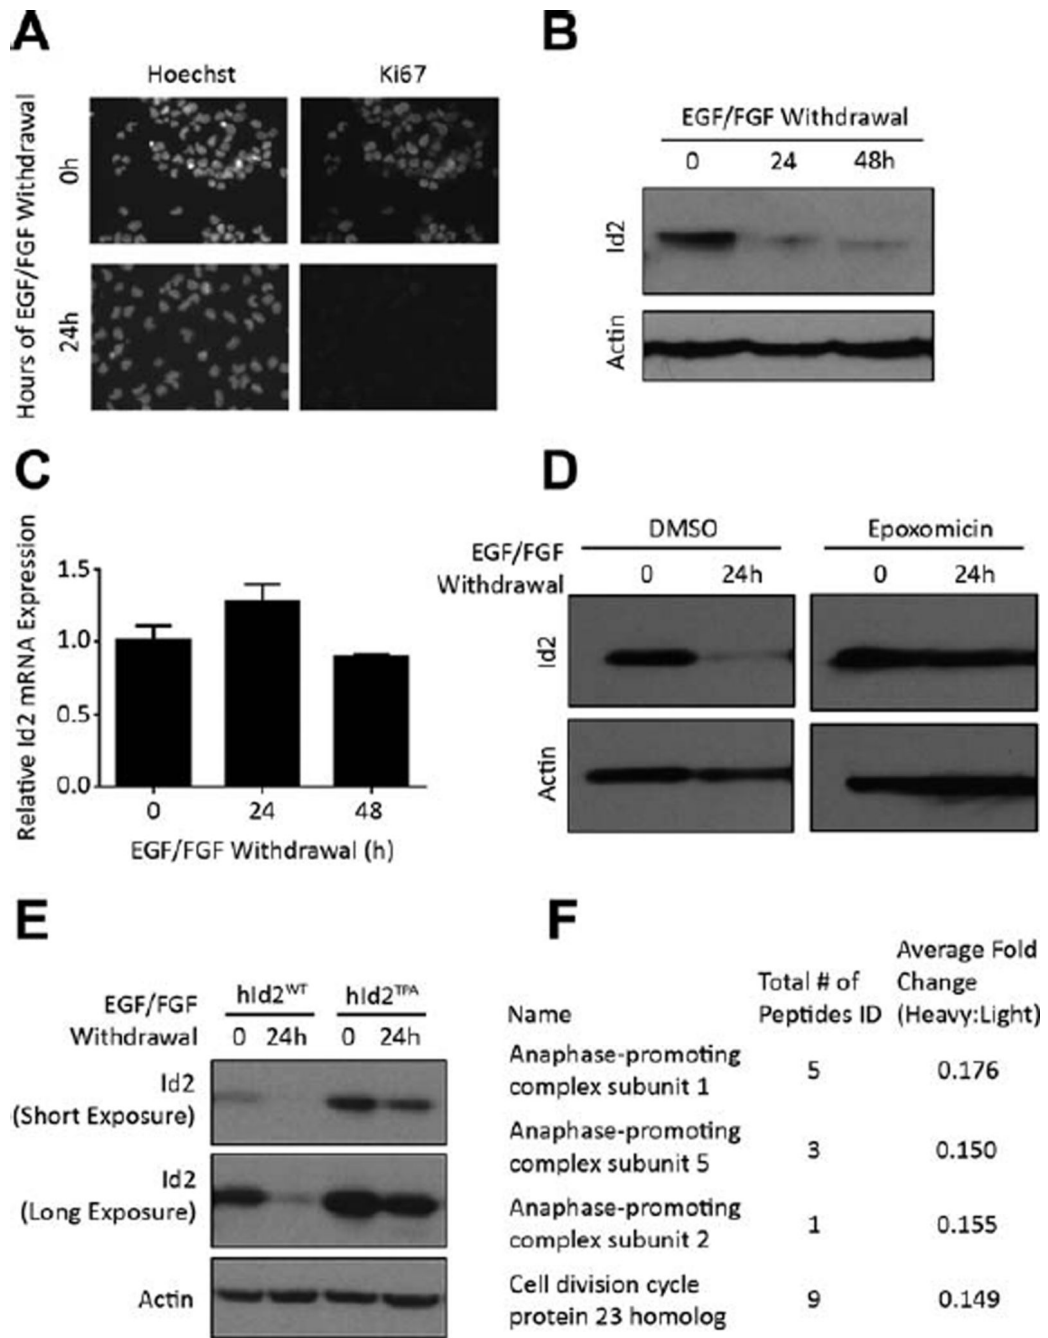 A
Hoechst
Ki67
Hours of EGF/FGF Withdrawal
0h
24h
B
EGF/FGF Withdrawal
0 24 48h
Id2
Actin
C
Relative Id2 mRNA Expression
1.5
1.0
0.5
0.0
0 24 48
EGF/FGF Withdrawal (h)
D
DMSO
Epoxomicin
EGF/FGF
Withdrawal
0 24h
0 24h
Id2
Actin
E
EGF/FGF
Withdrawal
hId2WT
hId2TPA
0 24h 0 24h
Id2
(Short Exposure)
Id2
(Long Exposure)
Actin
F
Name
Total # of
Peptides ID
Average Fold
Change
(Heavy:Light)
Anaphase-promoting
complex subunit 1
5
0.176
Anaphase-promoting
complex subunit 5
3
0.150
Anaphase-promoting
complex subunit 2
1
0.155
Cell division cycle
protein 23 homolog
9
0.149